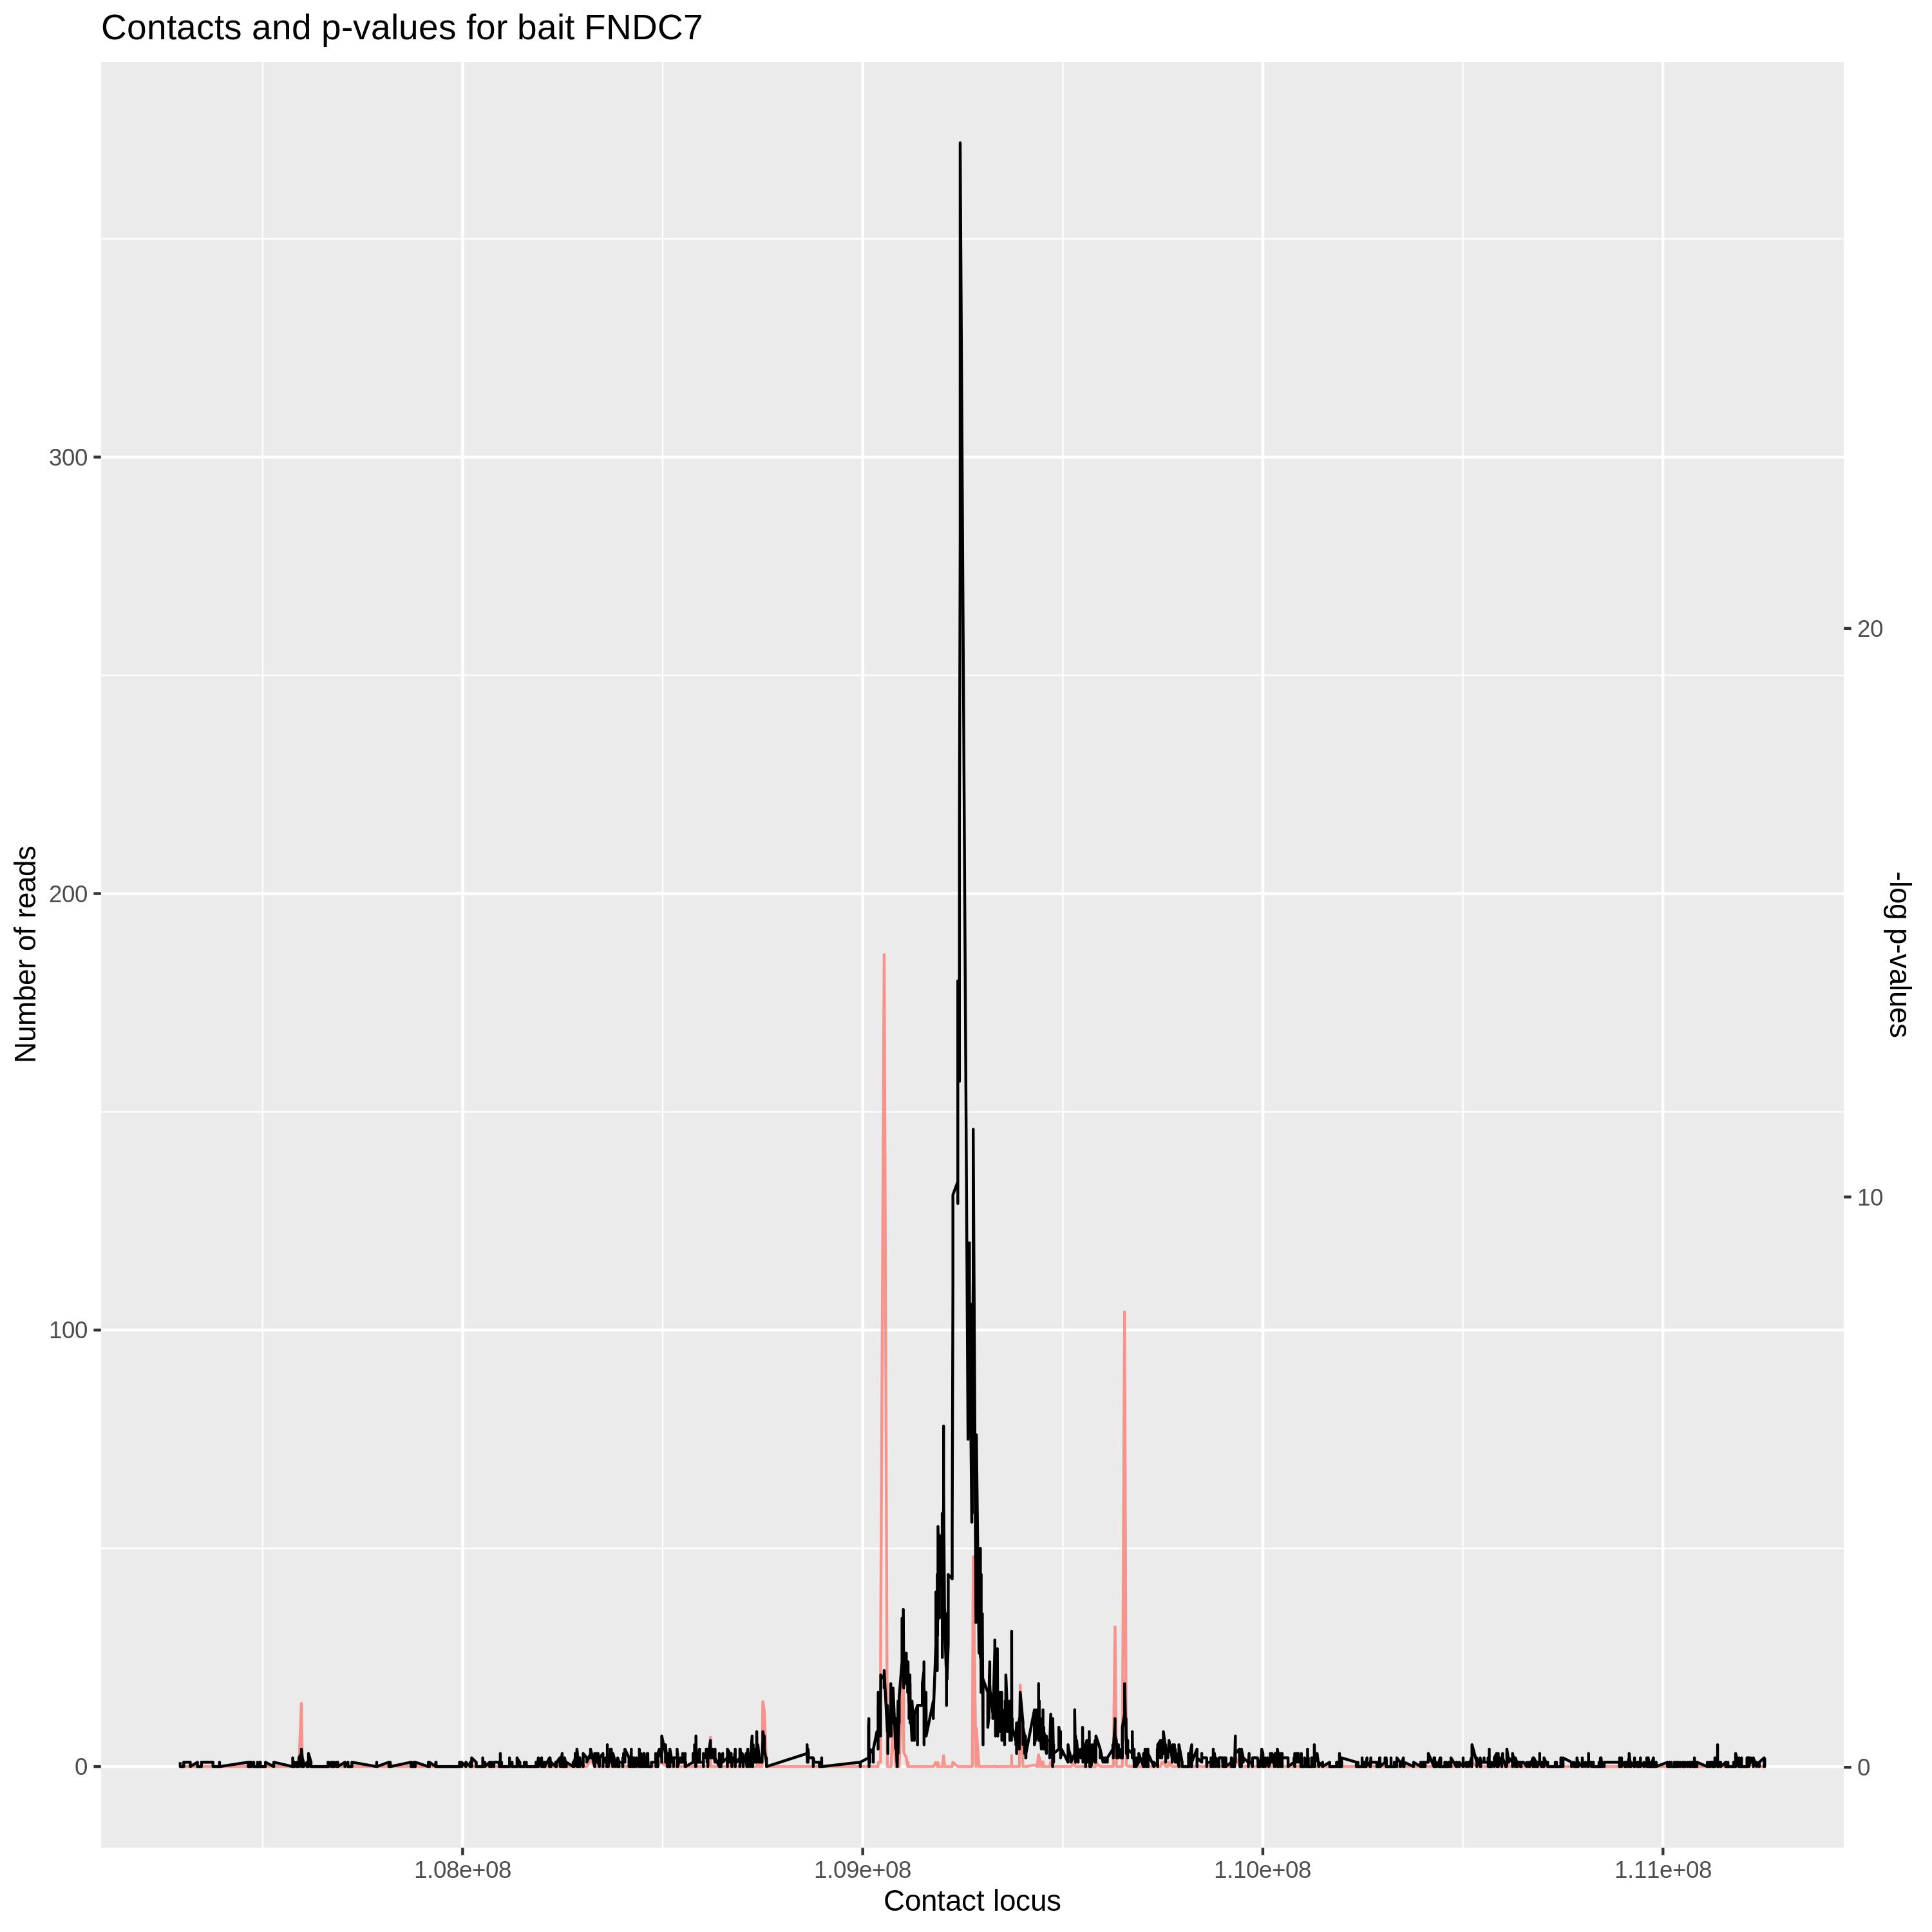 Contacts and p-values for bait FNDC7
Number of reads
300
200
100
0
20
10
0
-log p-values
1.08e+08
1.09e+08
1.10e+08
1.11e+08
Contact locus